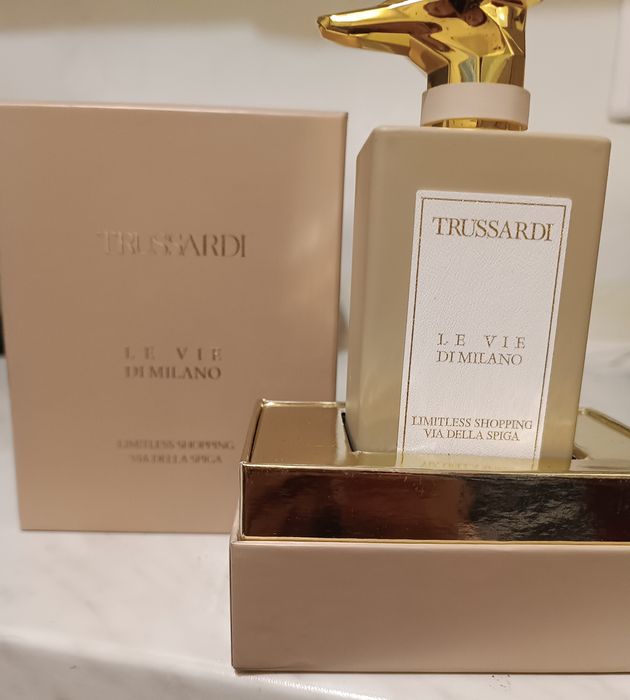 TRUSSARDI
LE VIE
DI MILANO
LIMITLESS SHOPPING
VIA DELLA SPIGA
TRUSSARDI
LE VIE
DI MILANO
LIMITLESS SHOPPING
VIA DELLA SPIGA